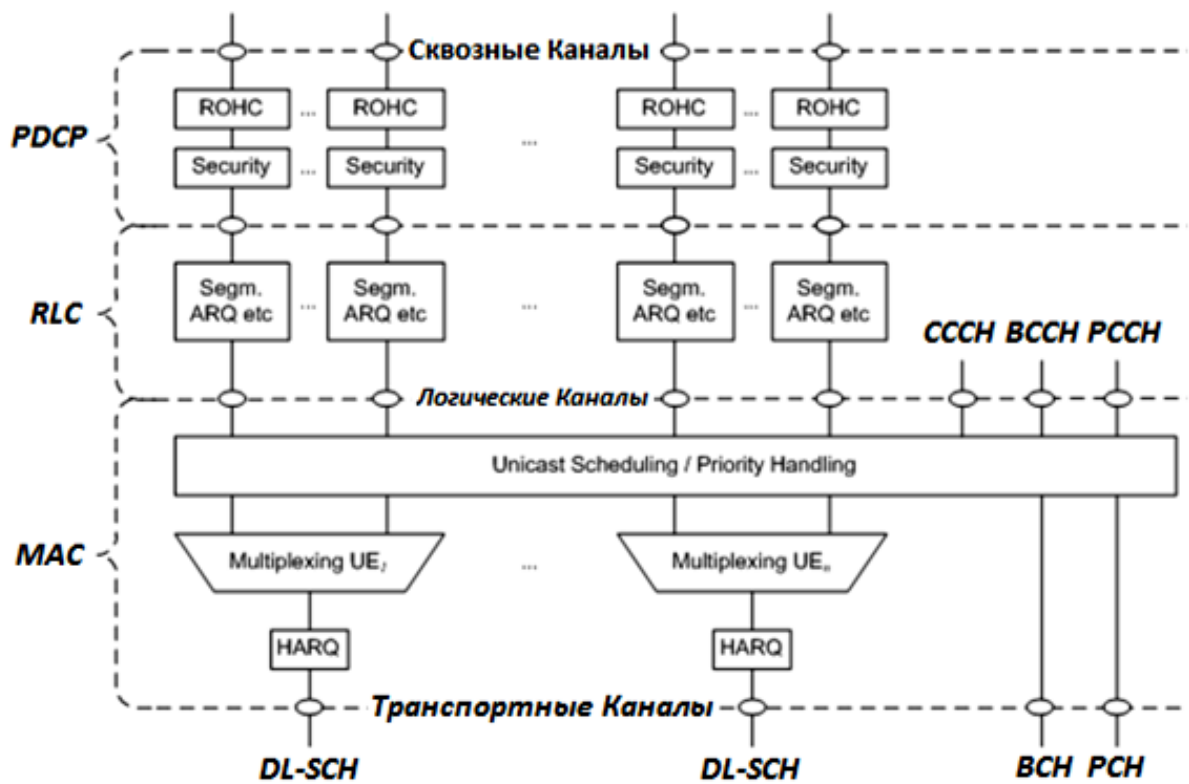 Сквозные Каналы
ROHC ... ROHC ROHC ... ROHC
PDCP
...
Security ... Security Security ... Security
Segm. Segm. Segm. Segm.
... ... ...
RLC
ARQ etc ARQ etc ARQ etc ARQ etc
CCCH BCCH PCCH
Логические Каналы
Unicast Scheduling / Priority Handling
MAC
Multiplexing UE1 ... Multiplexing UEn
HARQ HARQ
Транспортные Каналы
DL-SCH DL-SCH BCH PCH